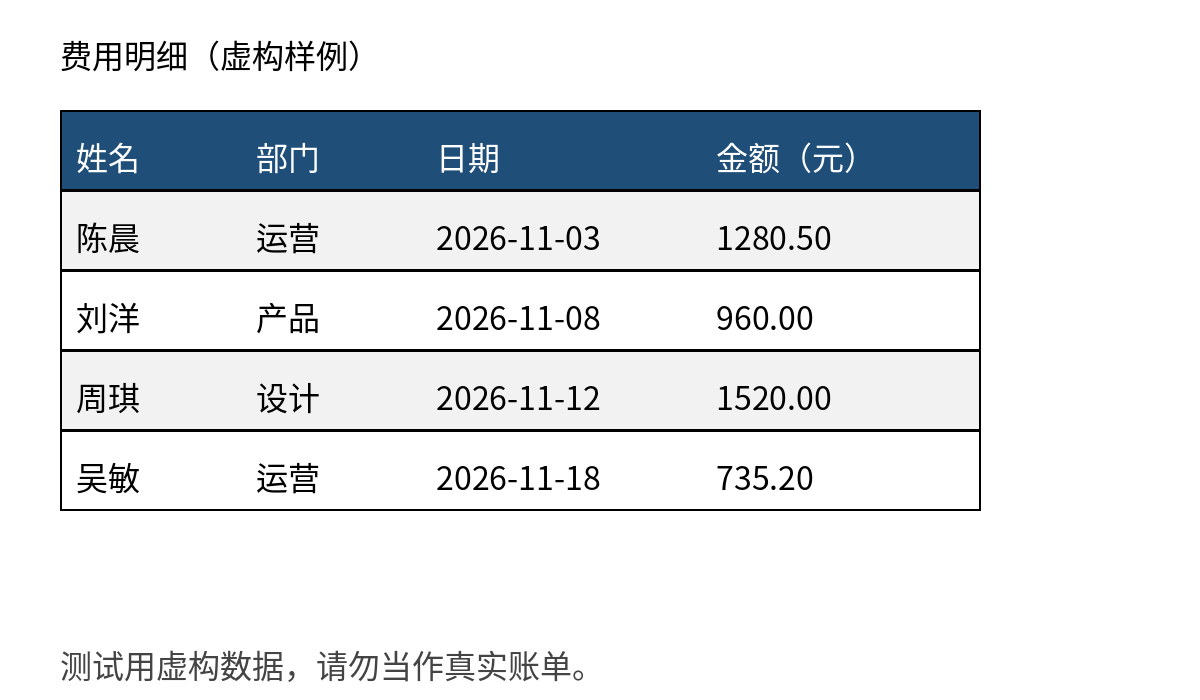 费用明细（虚构样例）
姓名 部门 日期 金额（元）
陈晨 运营 2026-11-03 1280.50
刘洋 产品 2026-11-08 960.00
周琪 设计 2026-11-12 1520.00
吴敏 运营 2026-11-18 735.20
测试用虚构数据，请勿当作真实账单。